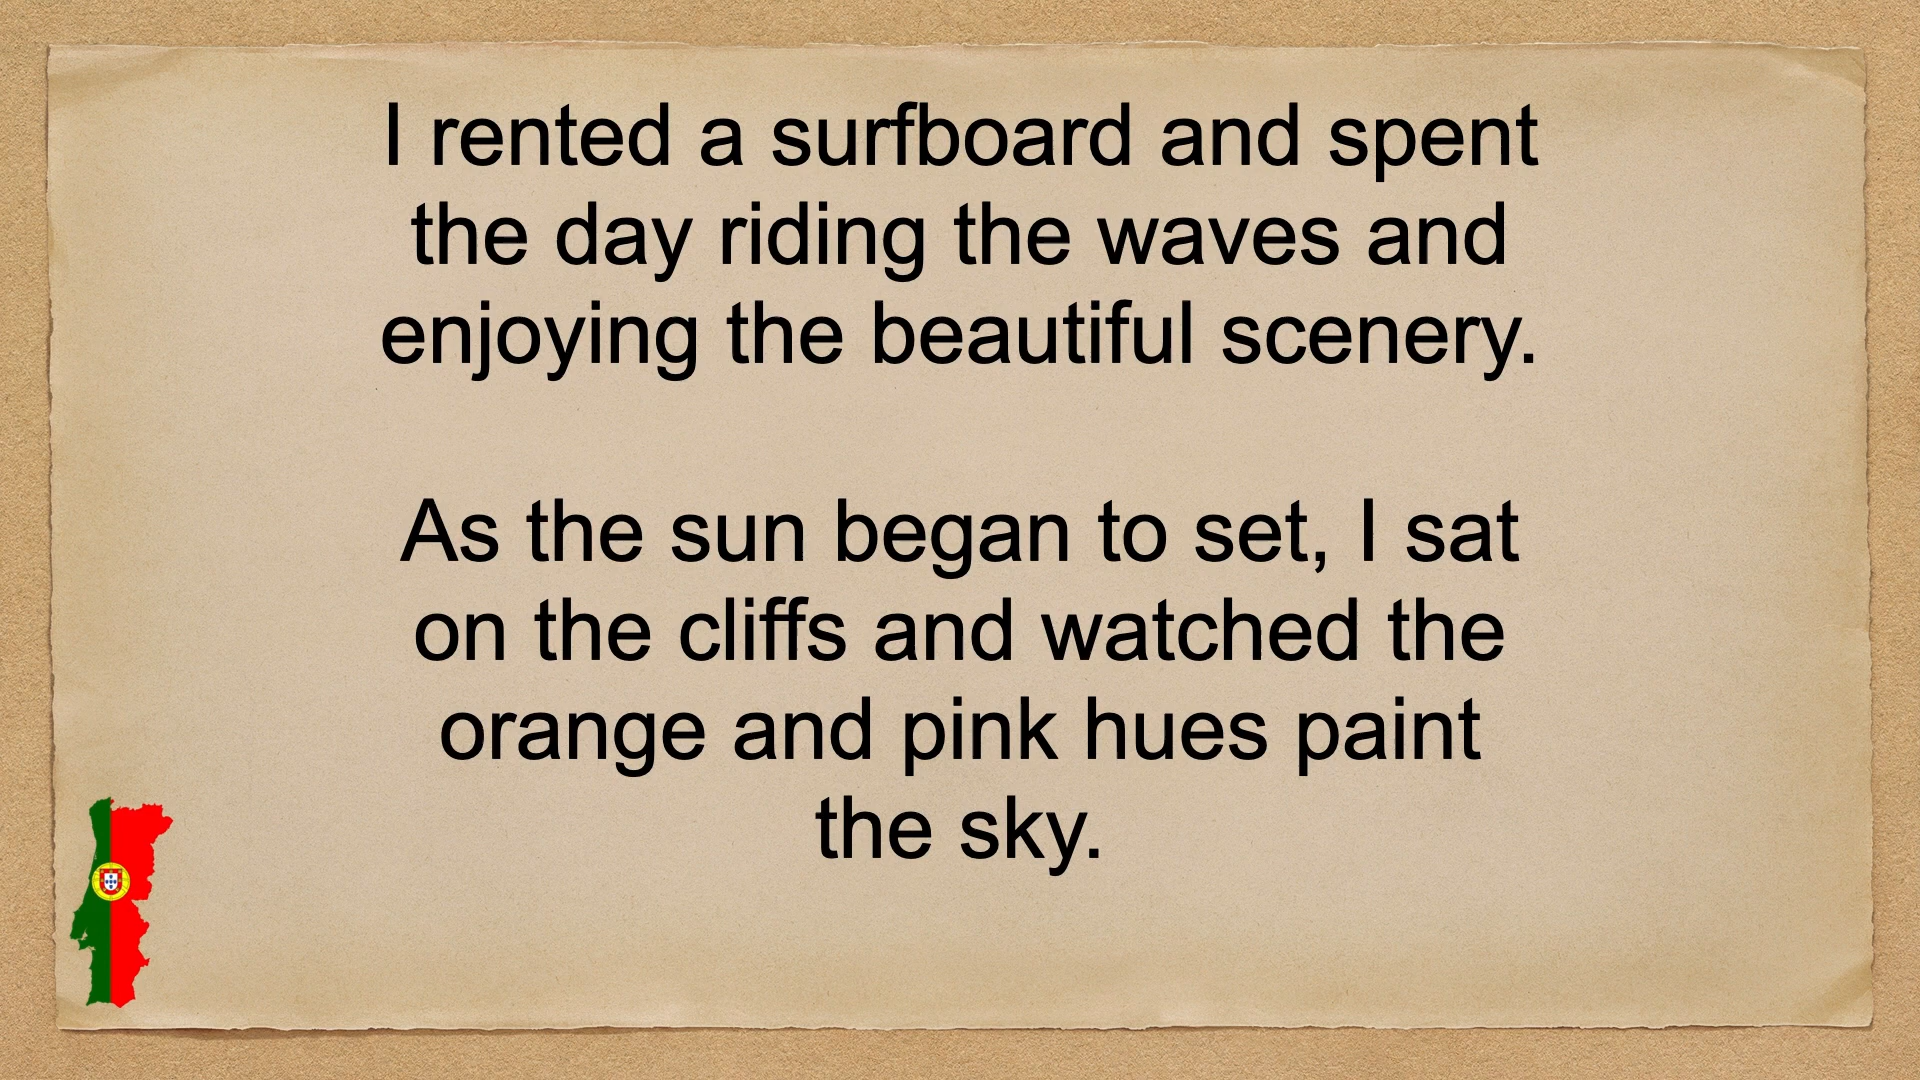 I rented a surfboard and spent
the day riding the waves and
enjoying the beautiful scenery.
As the sun began to set, I sat
on the cliffs and watched the
orange and pink hues paint
the sky.